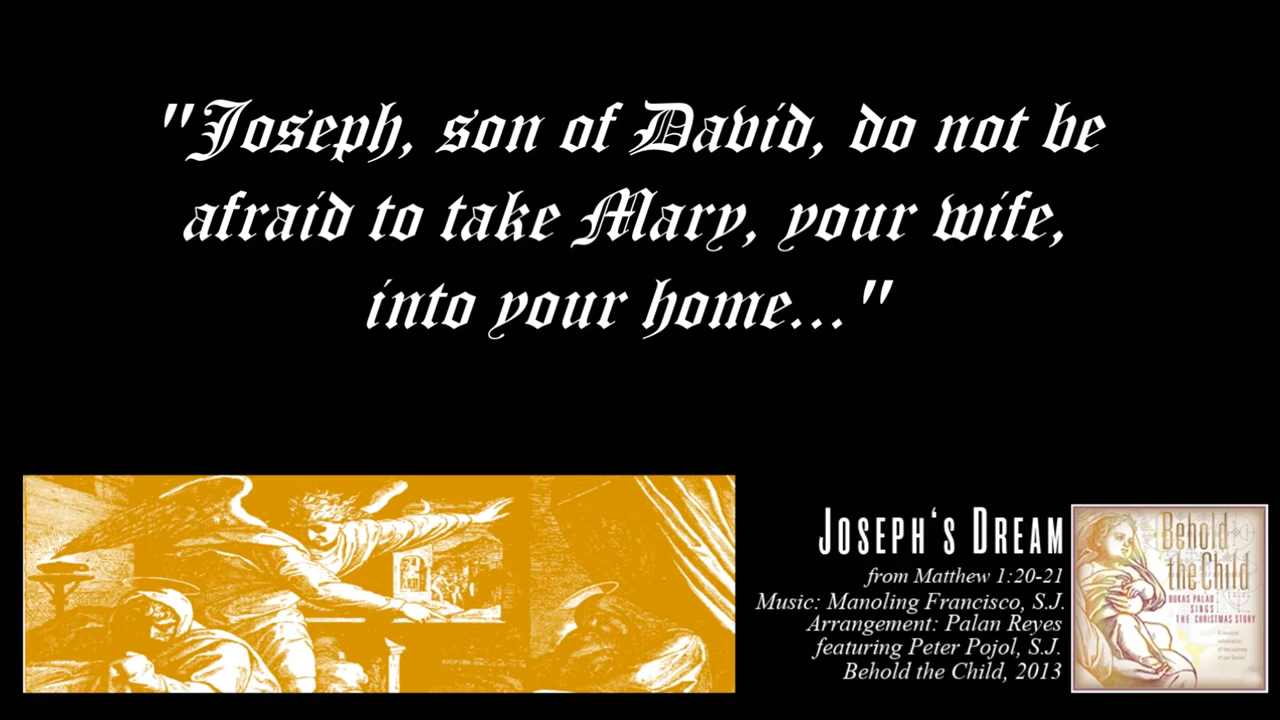 "Joseph, son of David, do not be
afraid to take Mary, your wife,
into your home..."
JOSEPH‘S DREAM
from Matthew 1:20-21
Music: Manoling Francisco, S.J.
Arrangement: Palan Reyes
featuring Peter Pojol, S.J.
Behold the Child, 2013
Behold
the Child
BUKAS PALAD
SINGS
THE CHRISTMAS STORY